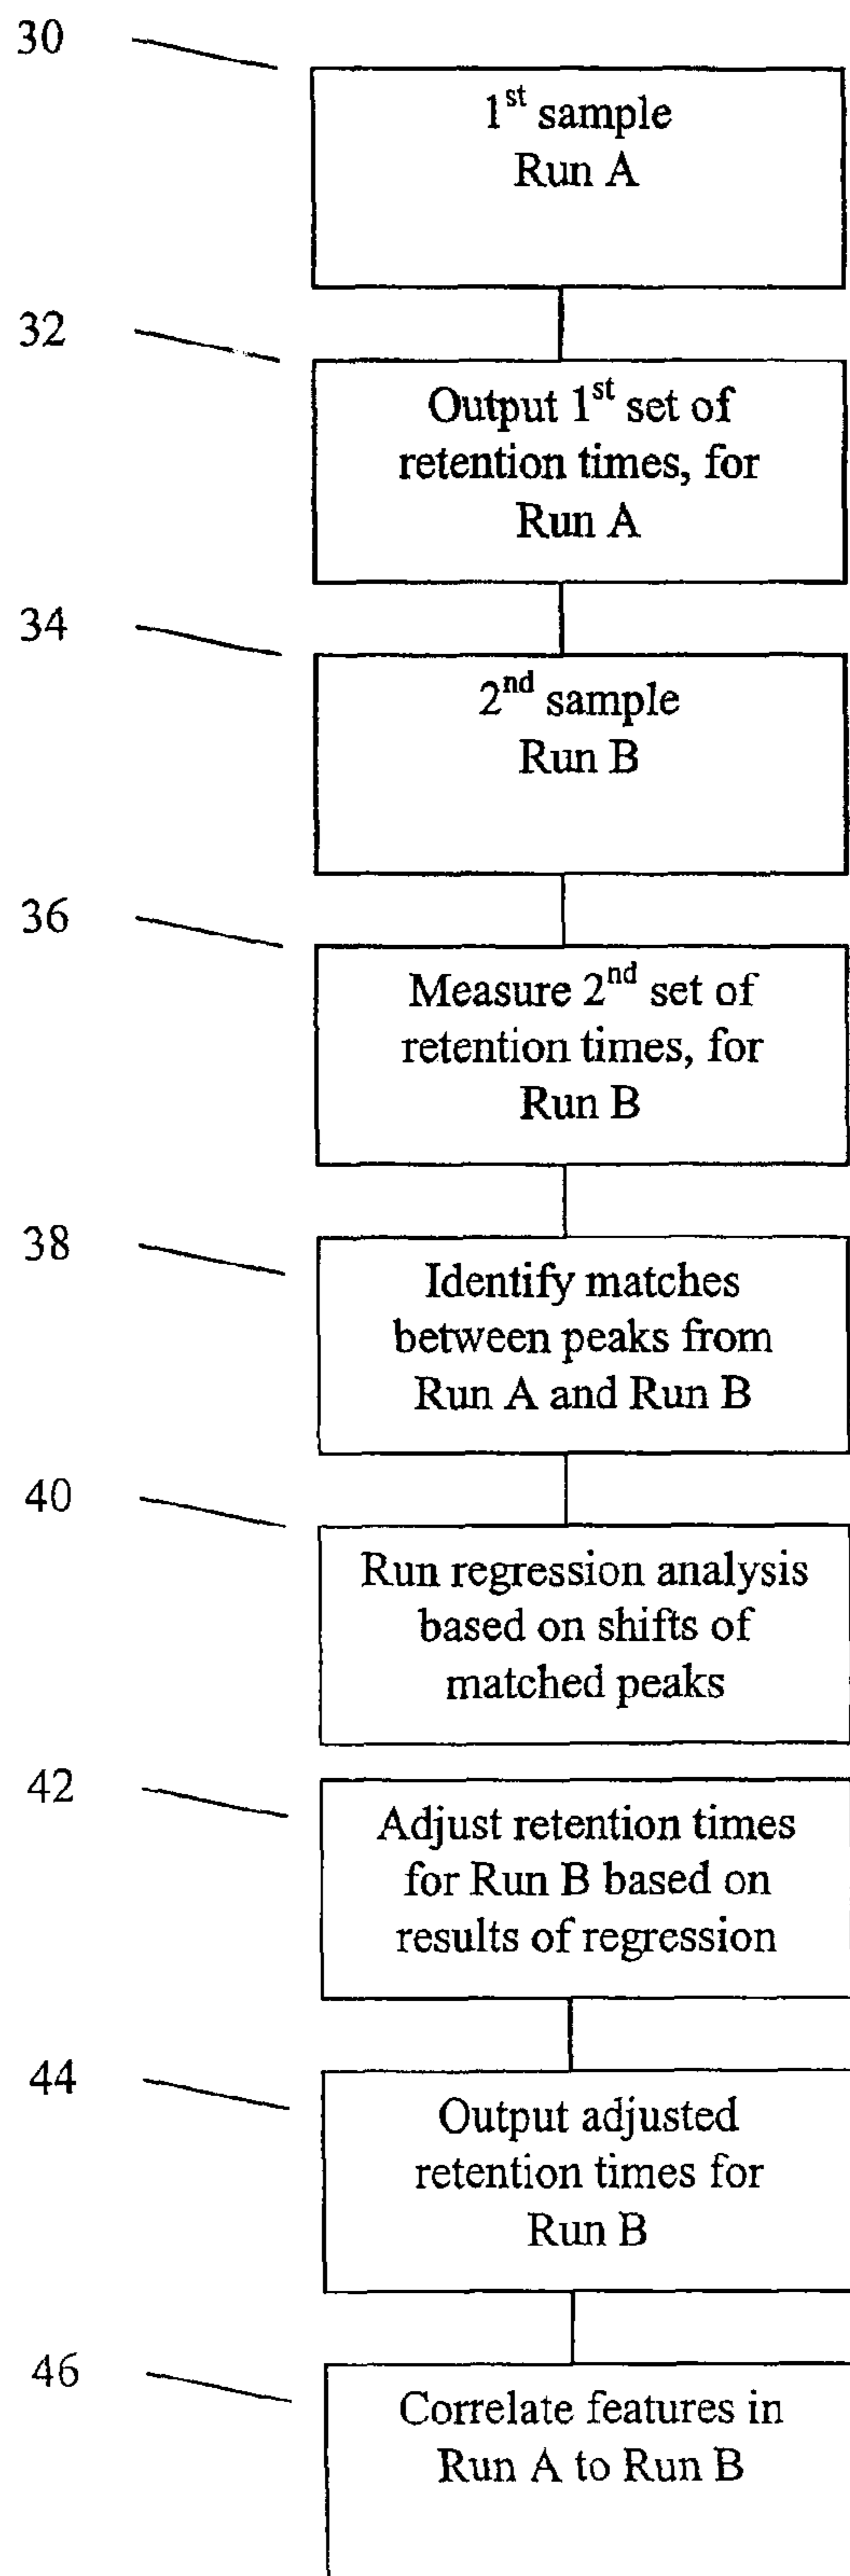 30
1st sample
Run A
32
Output 1st set of
retention times, for
Run A
34
2nd sample
Run B
36
Measure 2nd set of
retention times, for
Run B
38
Identify matches
between peaks from
Run A and Run B
40
Run regression analysis
based on shifts of
matched peaks
42
Adjust retention times
for Run B based on
results of regression
44
Output adjusted
retention times for
Run B
46
Correlate features in
Run A to Run B